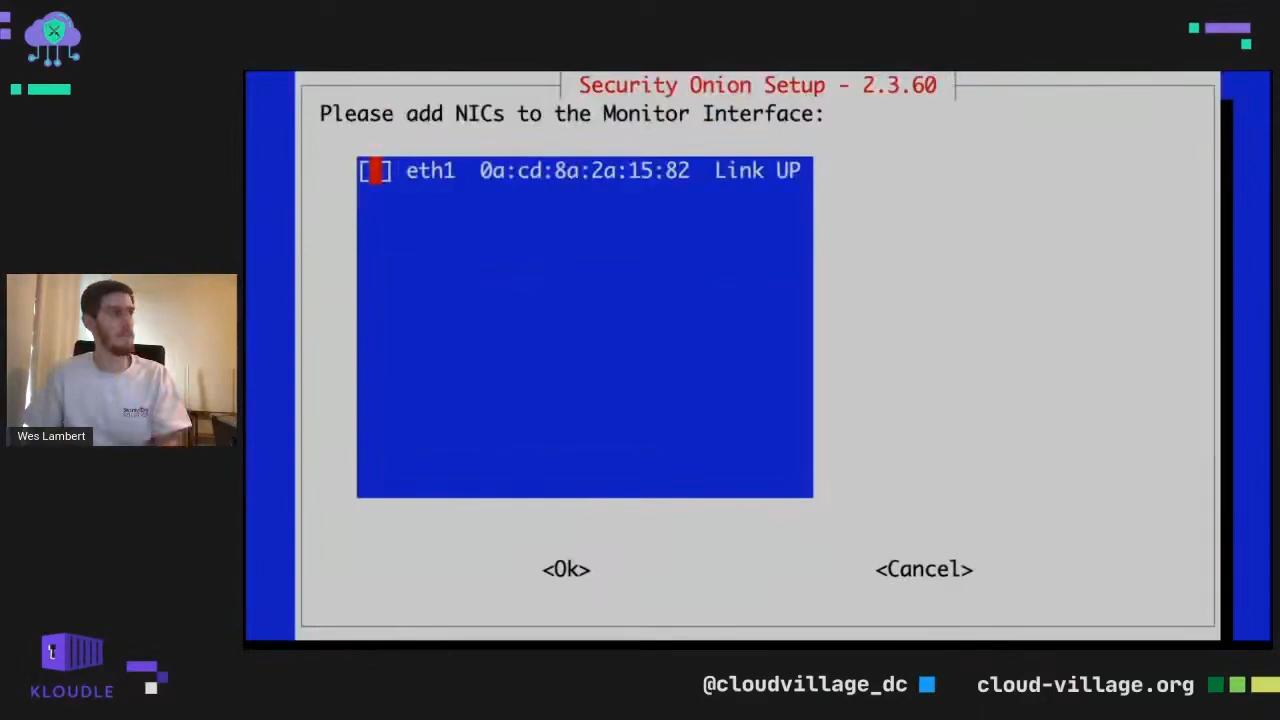 Security Onion Setup - 2.3.60
Please add NICs to the Monitor Interface:
[ ] eth1 0a:cd:8a:2a:15:82 Link UP
<Ok> <Cancel>
Wes Lambert
KLOUDLE
@cloudvillage_dc
cloud-village.org